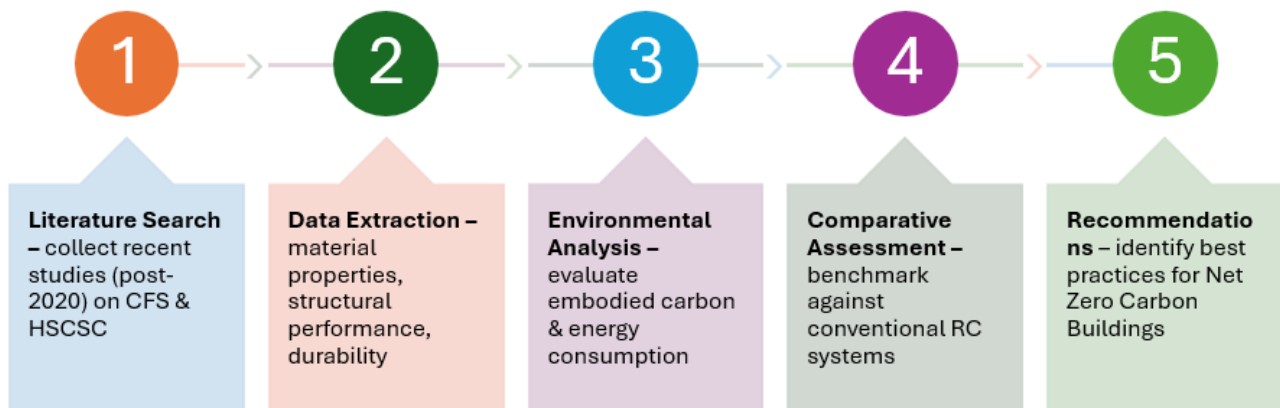 1
2
3
4
5
Literature Search
– collect recent
studies (post-
2020) on CFS &
HSCSC
Data Extraction –
material
properties,
structural
performance,
durability
Environmental
Analysis –
evaluate
embodied carbon
& energy
consumption
Comparative
Assessment –
benchmark
against
conventional RC
systems
Recommendatio
ns – identify best
practices for Net
Zero Carbon
Buildings